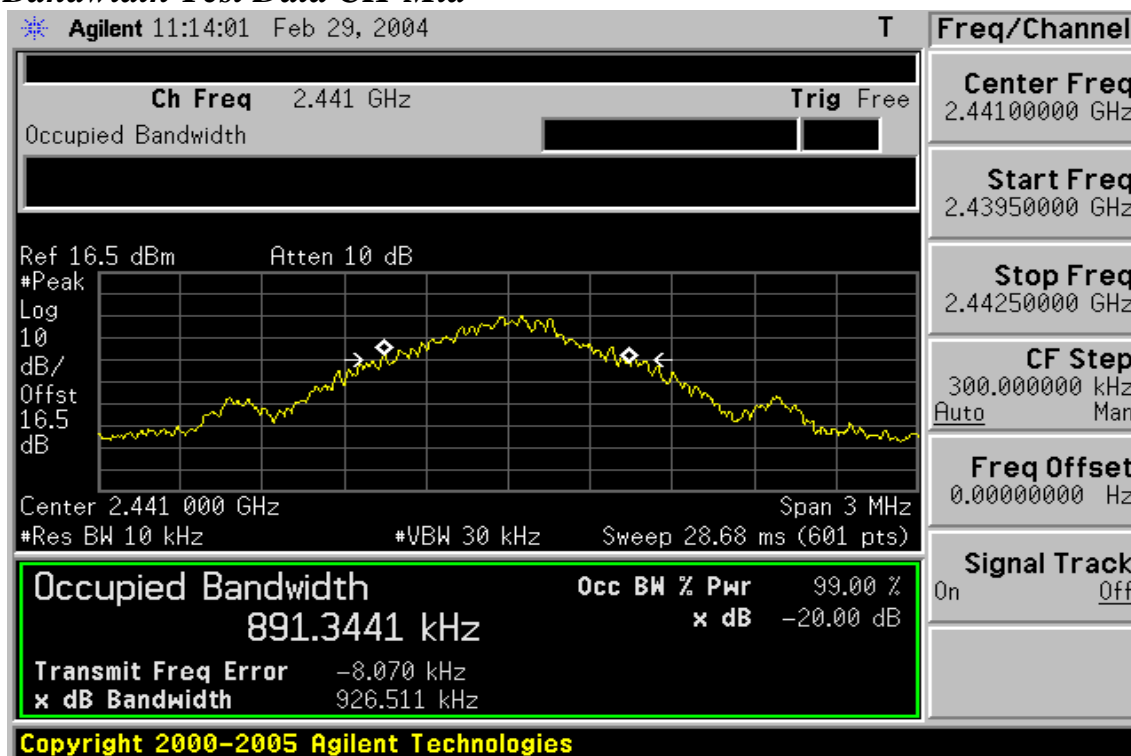 Bandwidth Test Data CH-Mid
Agilent 11:14:01 Feb 29, 2004 T
Freq/Channel
Ch Freq 2.441 GHz Trig Free
Occupied Bandwidth
Center Freq
2.44100000 GHz
Start Freq
2.43950000 GHz
Stop Freq
2.44250000 GHz
CF Step
300.000000 kHz
Auto Man
Freq Offset
0.00000000 Hz
Signal Track
On Off
Ref 16.5 dBm Atten 10 dB
#Peak
Log
10
dB/
Offst
16.5
dB
Center 2.441 000 GHz Span 3 MHz
#Res BW 10 kHz #VBW 30 kHz Sweep 28.68 ms (601 pts)
Occupied Bandwidth
891.3441 kHz
Occ BW % Pwr 99.00 %
x dB -20.00 dB
Transmit Freq Error -8.070 kHz
x dB Bandwidth 926.511 kHz
Copyright 2000-2005 Agilent Technologies